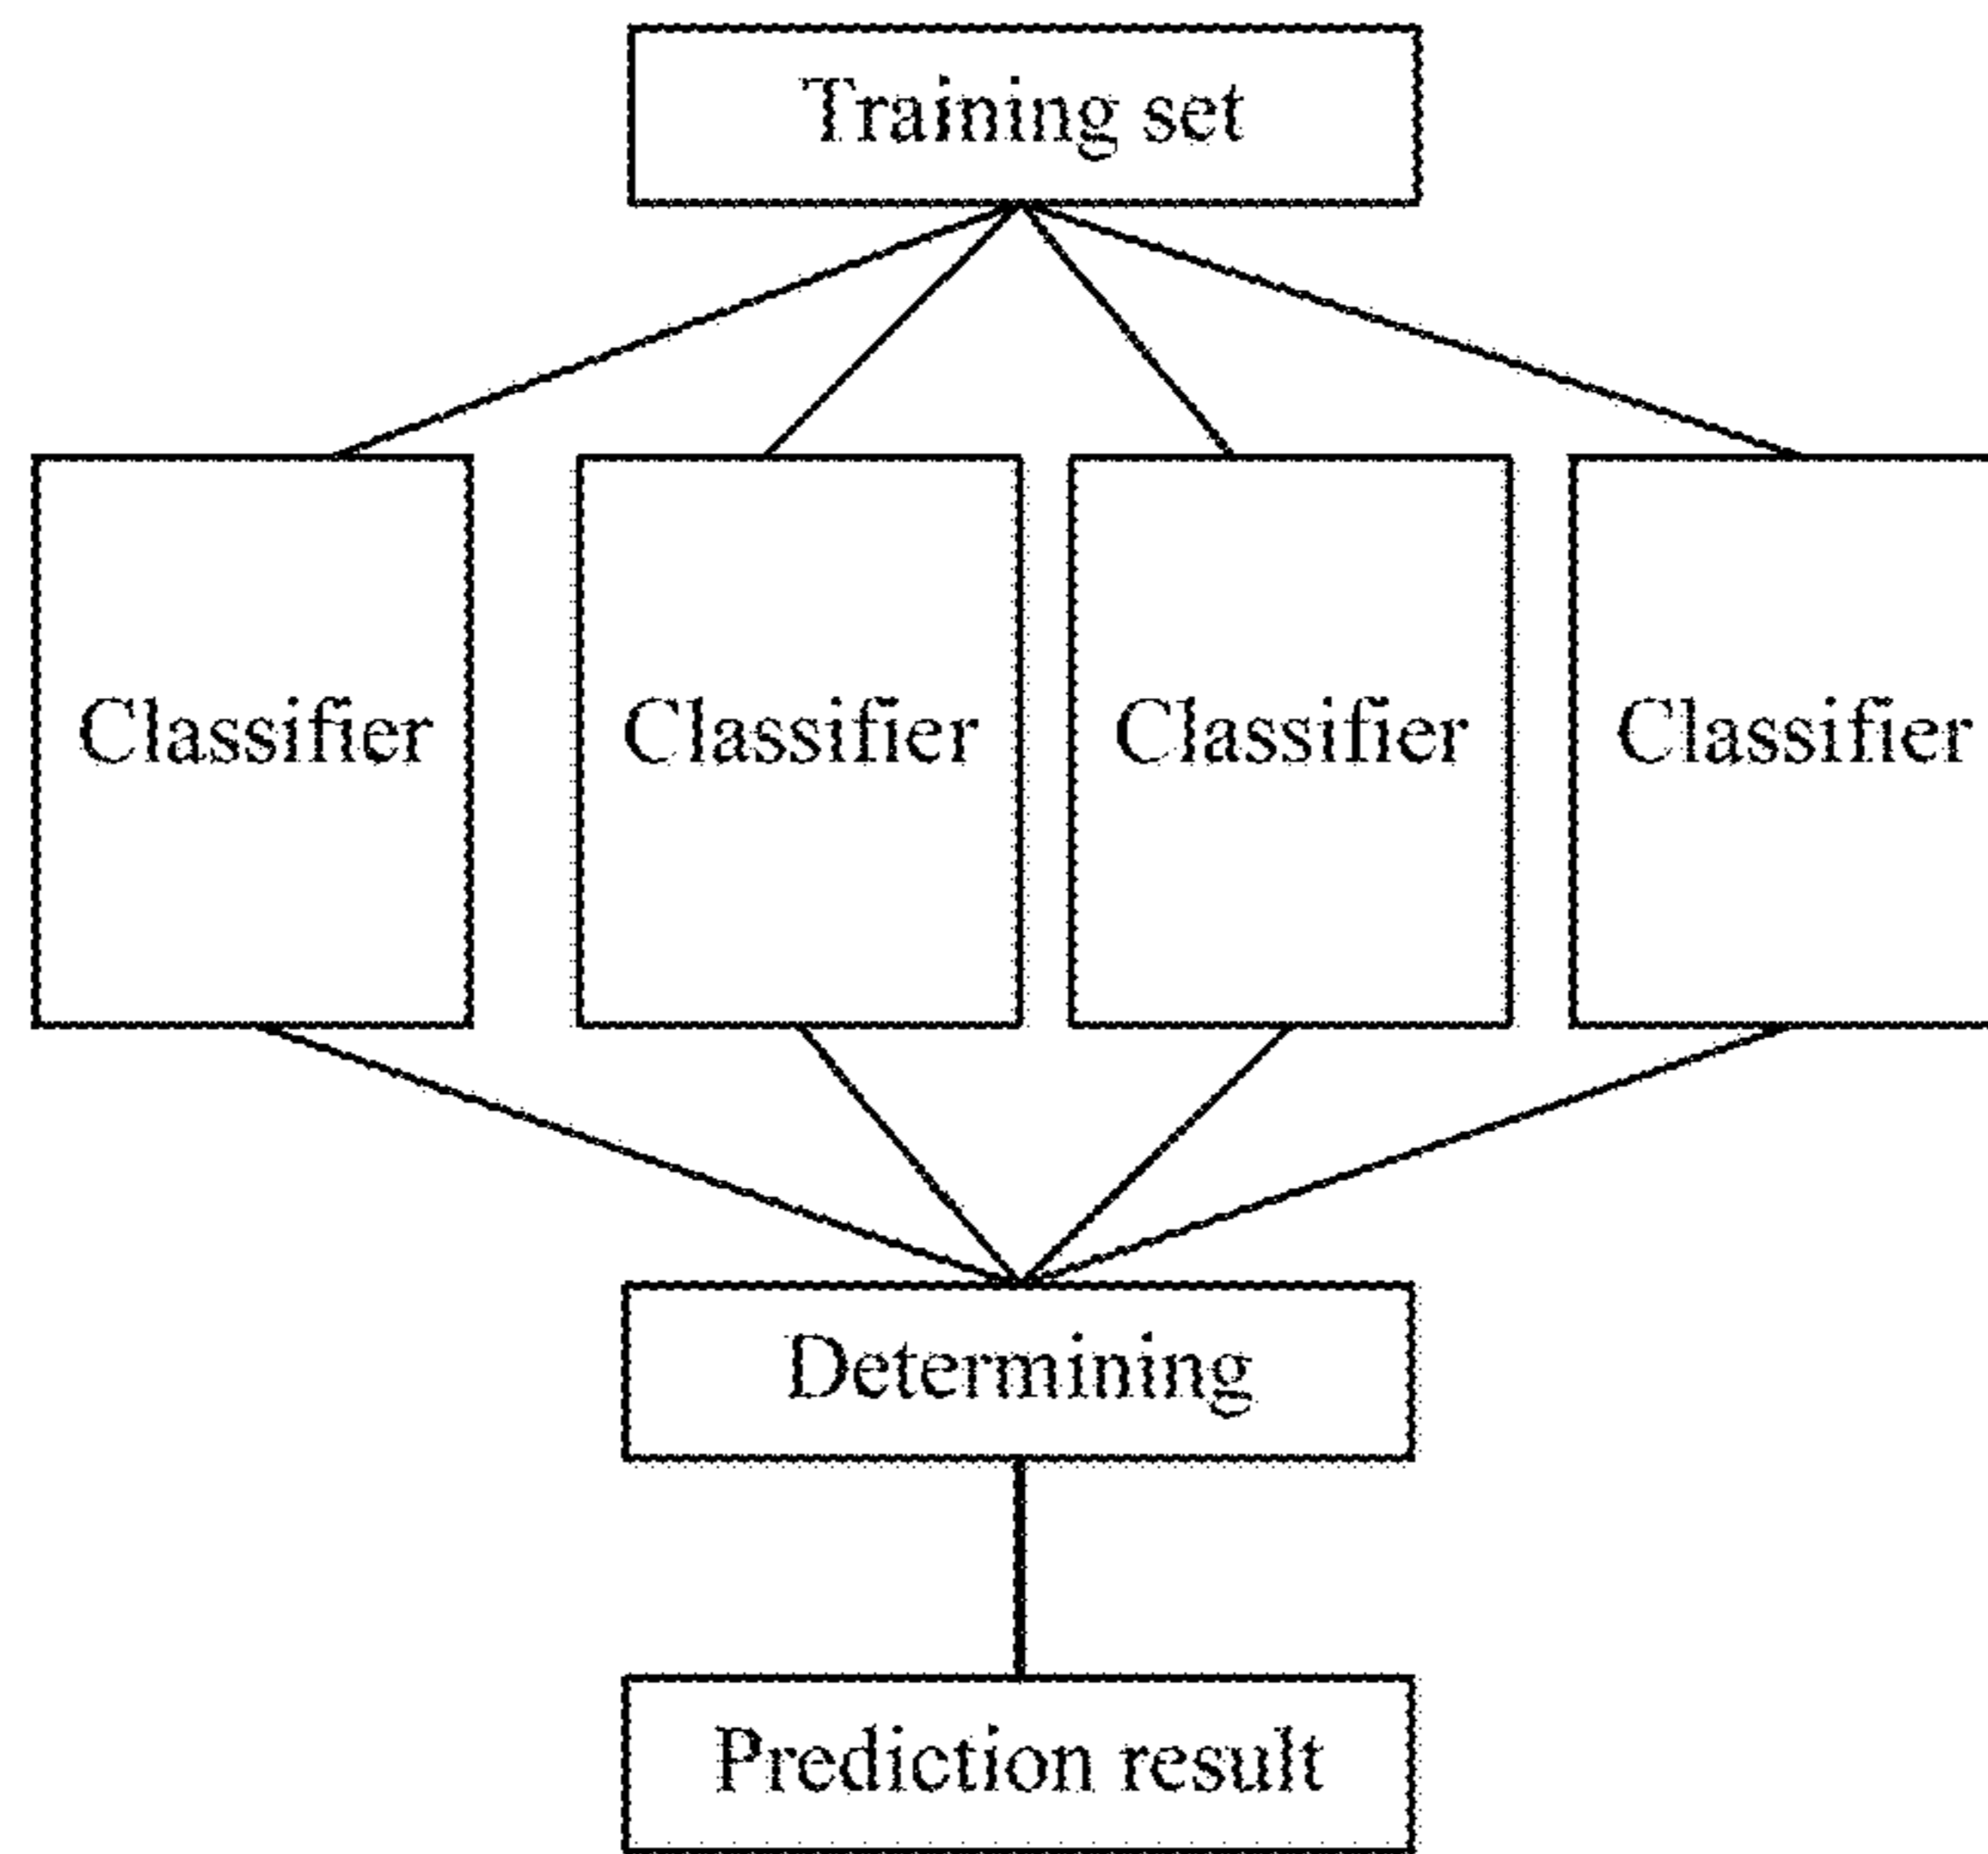 Training set
Classifier
Classifier
Classifier
Classifier
Determining
Prediction result